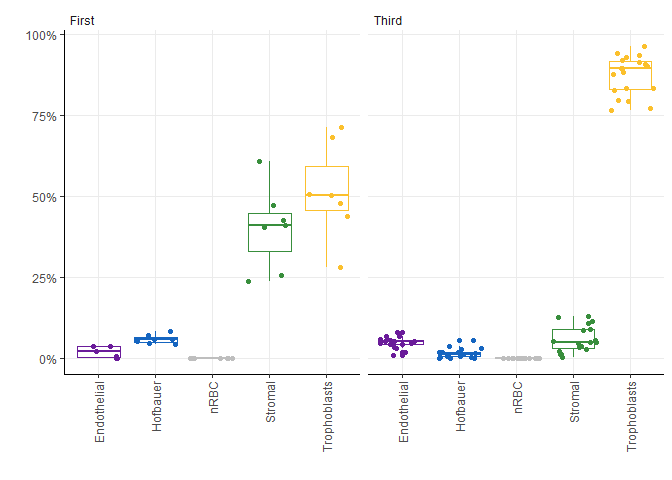 First
Third
100%
75%
50%
25%
0%
Endothelial
Hofbauer
nRBC
Stromal
Trophoblasts
Endothelial
Hofbauer
nRBC
Stromal
Trophoblasts